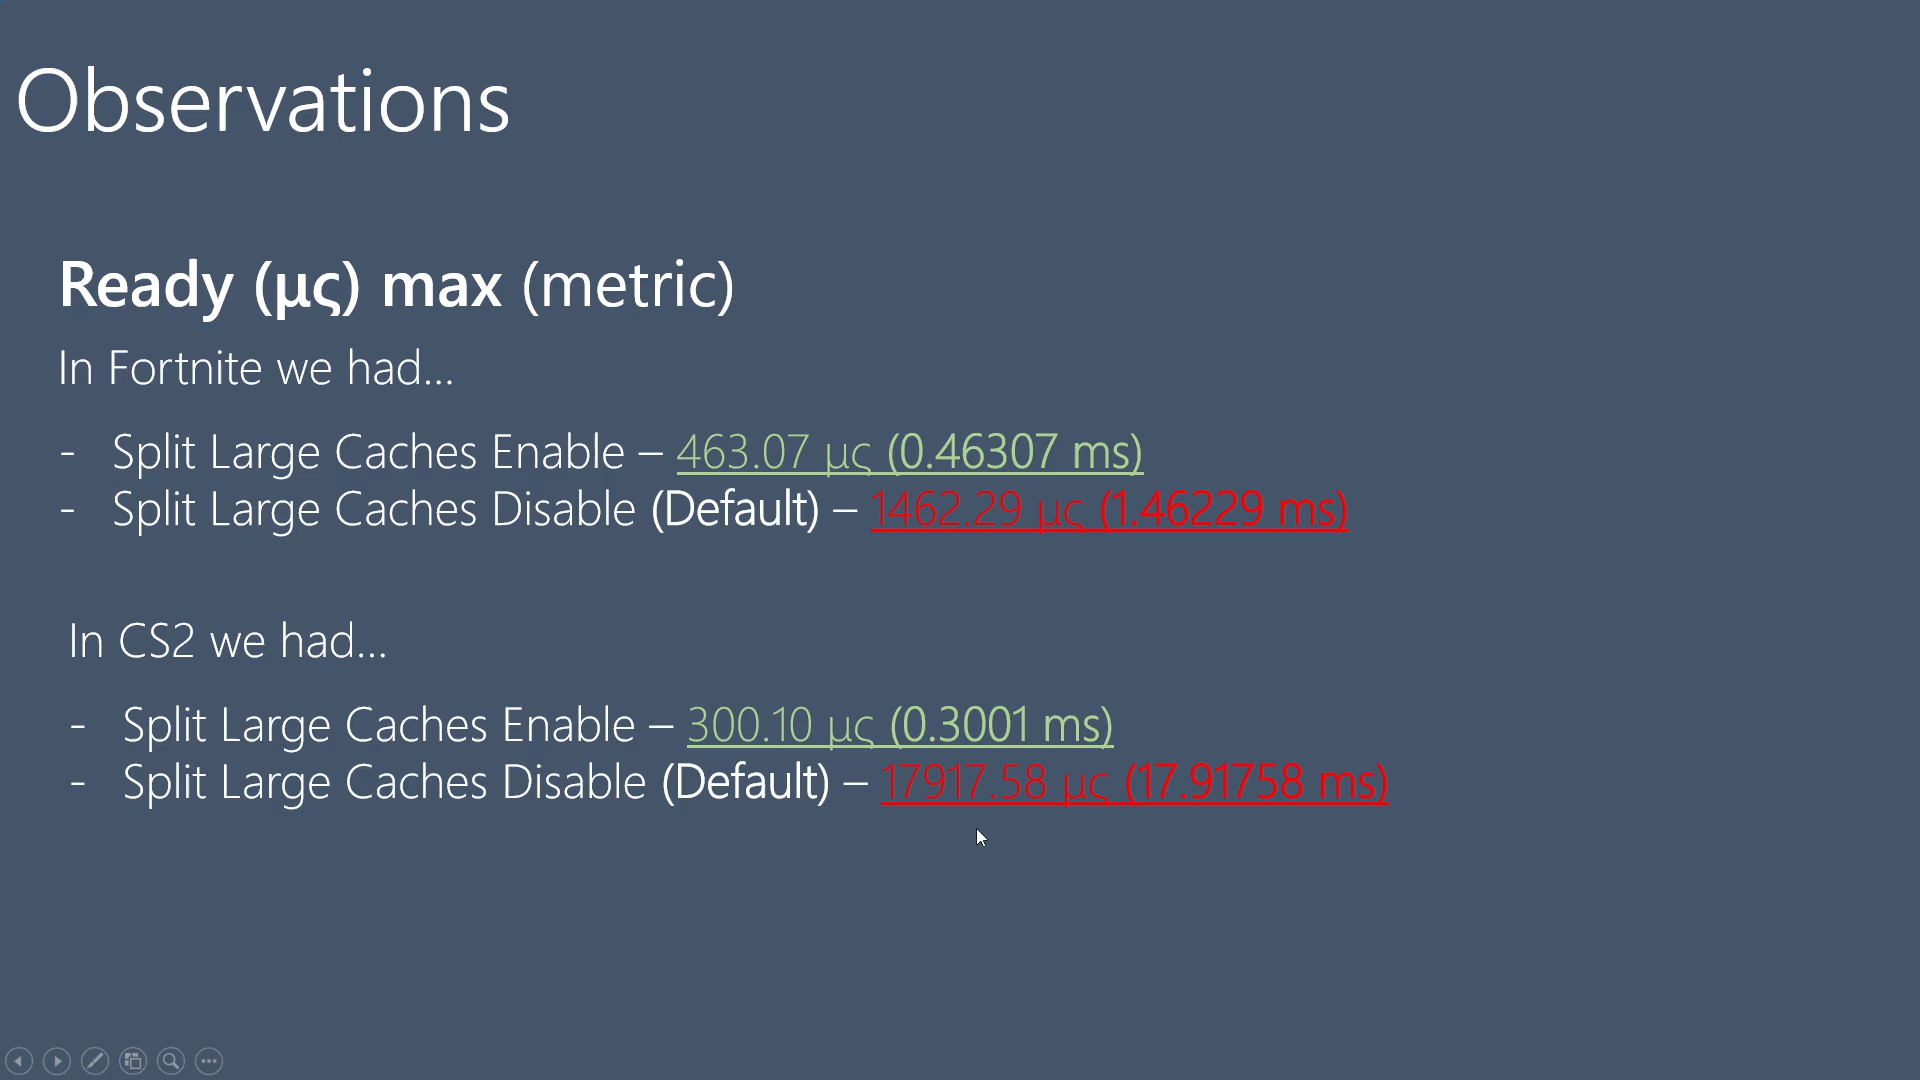 Observations
Ready (μς) max (metric)
In Fortnite we had...
- Split Large Caches Enable – 463.07 μς (0.46307 ms)
- Split Large Caches Disable (Default) – 1462.29 μς (1.46229 ms)
In CS2 we had...
- Split Large Caches Enable – 300.10 μς (0.3001 ms)
- Split Large Caches Disable (Default) – 17917.58 μς (17.91758 ms)